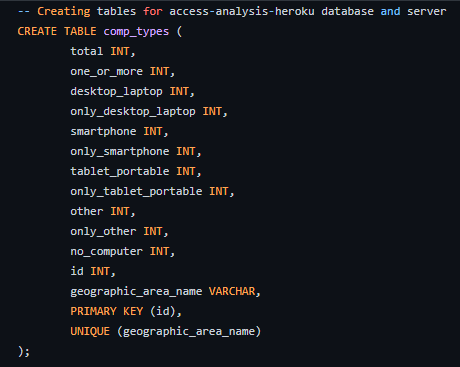 -- Creating tables for access-analysis-heroku database and server
CREATE TABLE comp_types (
total INT,
one_or_more INT,
desktop_laptop INT,
only_desktop_laptop INT,
smartphone INT,
only_smartphone INT,
tablet_portable INT,
only_tablet_portable INT,
other INT,
only_other INT,
no_computer INT,
id INT,
geographic_area_name VARCHAR,
PRIMARY KEY (id),
UNIQUE (geographic_area_name)
);